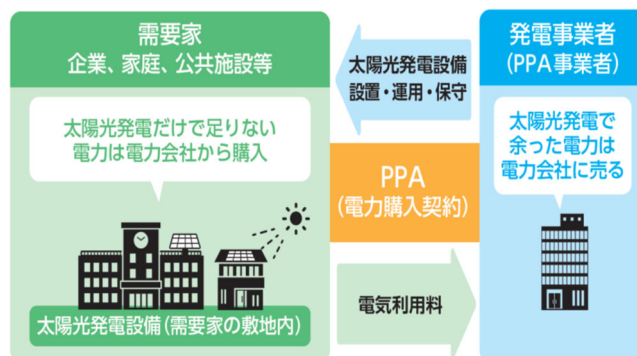 需要家
企業、家庭、公共施設等
太陽光発電だけで足りない
電力は電力会社から購入
太陽光発電設備(需要家の敷地内)
太陽光発電設備
設置・運用・保守
PPA
(電力購入契約)
電気利用料
発電事業者
(PPA事業者)
太陽光発電で
余った電力は
電力会社に売る